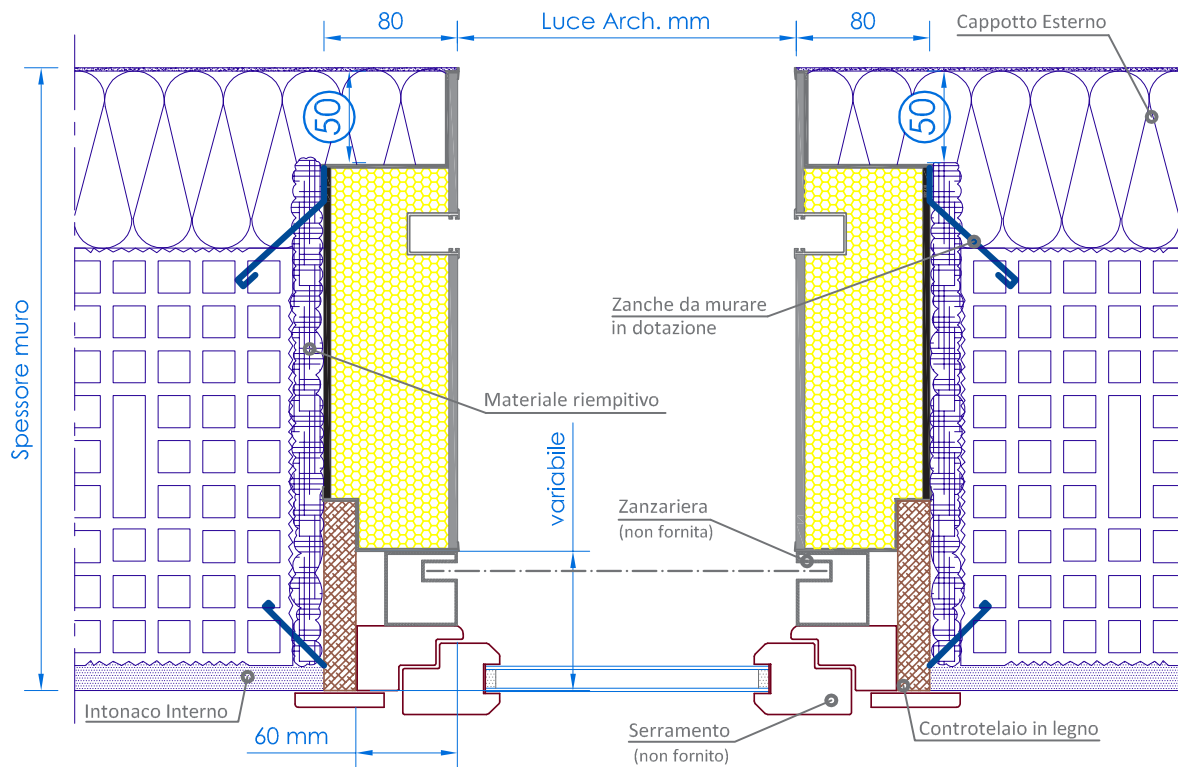 80
Luce Arch. mm
80
Cappotto Esterno
50
50
Spessore muro
Zanche da murare
in dotazione
Materiale riempitivo
variabile
Zanzariera
(non fornita)
Intonaco Interno
60 mm
Serramento
(non fornito)
Controtelaio in legno